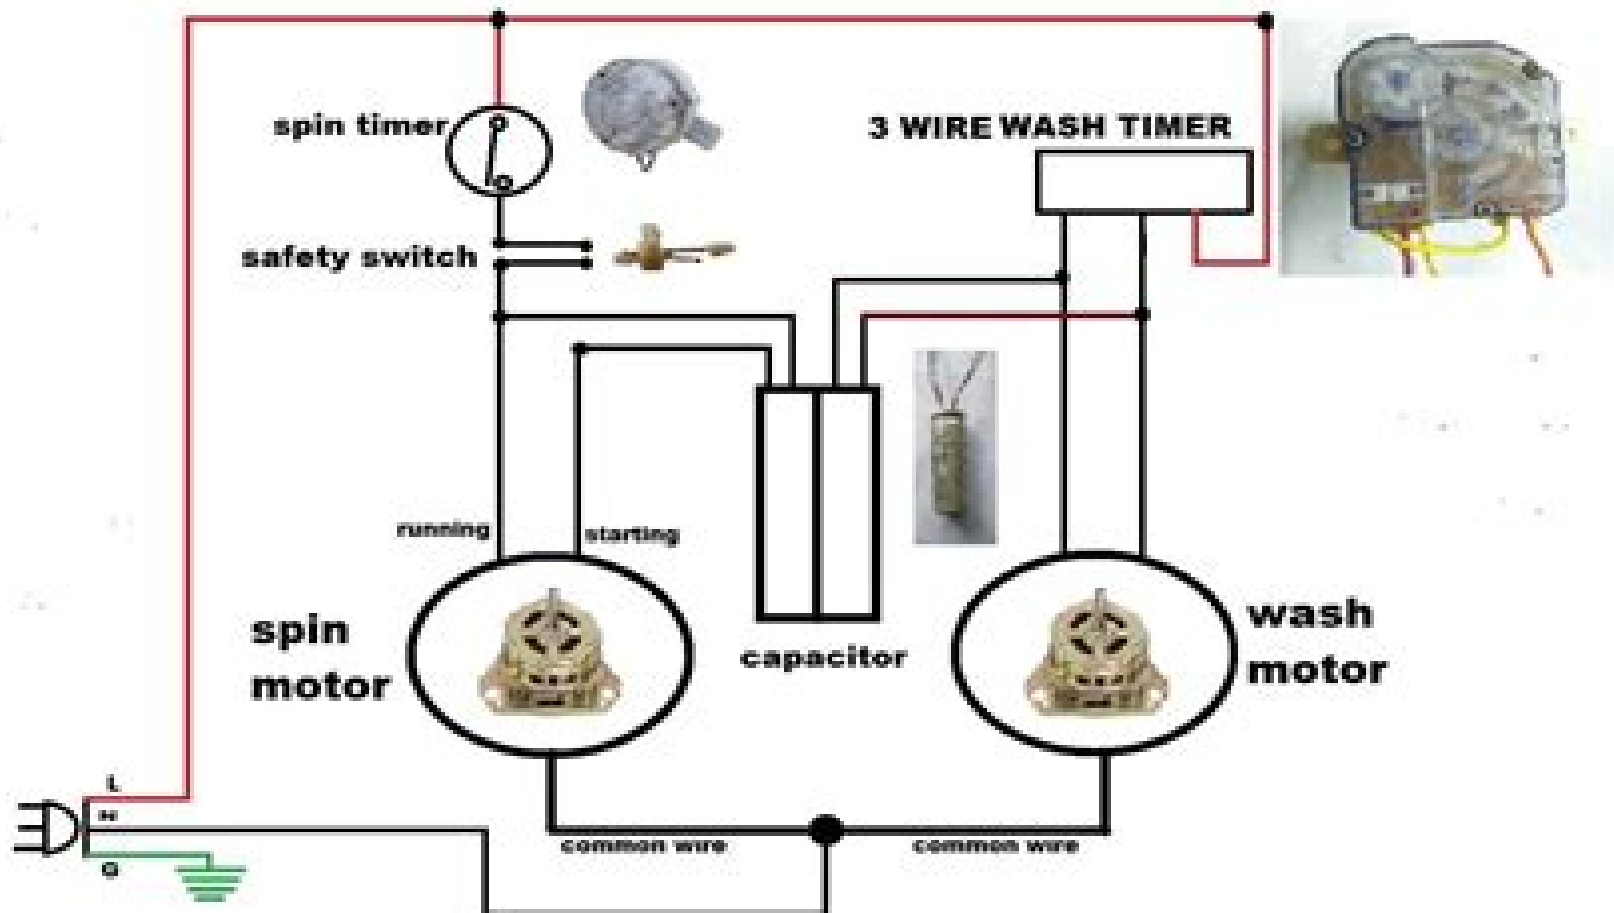 spin timer
3 WIRE WASH TIMER
safety switch
running
starting
spin
motor
capacitor
wash
motor
L
N
G
common wire
common wire